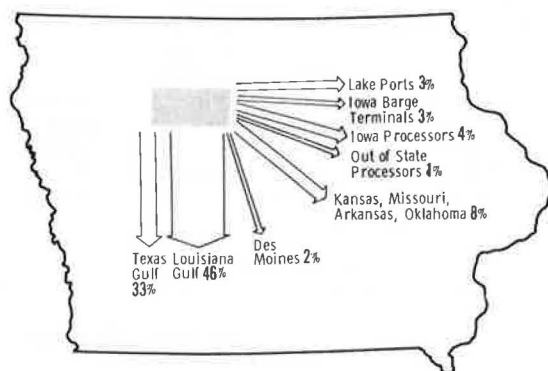 Lake Ports 3%
Iowa Barge
Terminals 3%
Iowa Processors 4%
Out of State
Processors 1%
Kansas, Missouri,
Arkansas, Oklahoma 8%
Des
Moines 2%
Louisiana
Gulf 46%
Texas
Gulf
33%